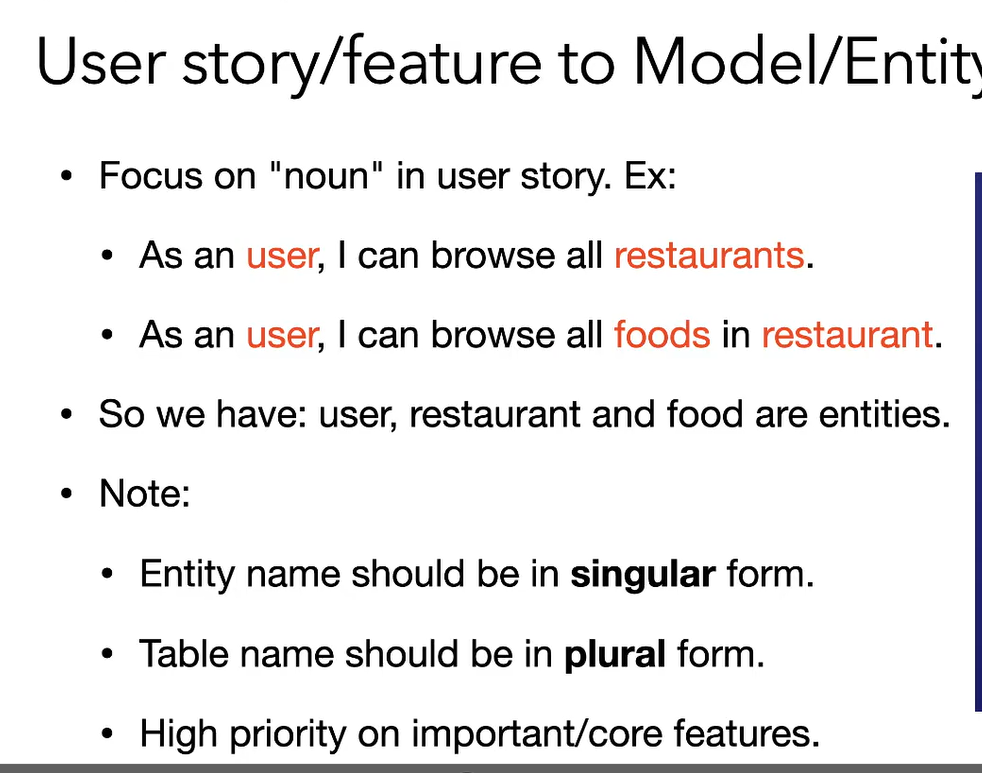 User story/feature to Model/Entity
• Focus on "noun" in user story. Ex:
• As an user, I can browse all restaurants.
• As an user, I can browse all foods in restaurant.
• So we have: user, restaurant and food are entities.
• Note:
• Entity name should be in singular form.
• Table name should be in plural form.
• High priority on important/core features.